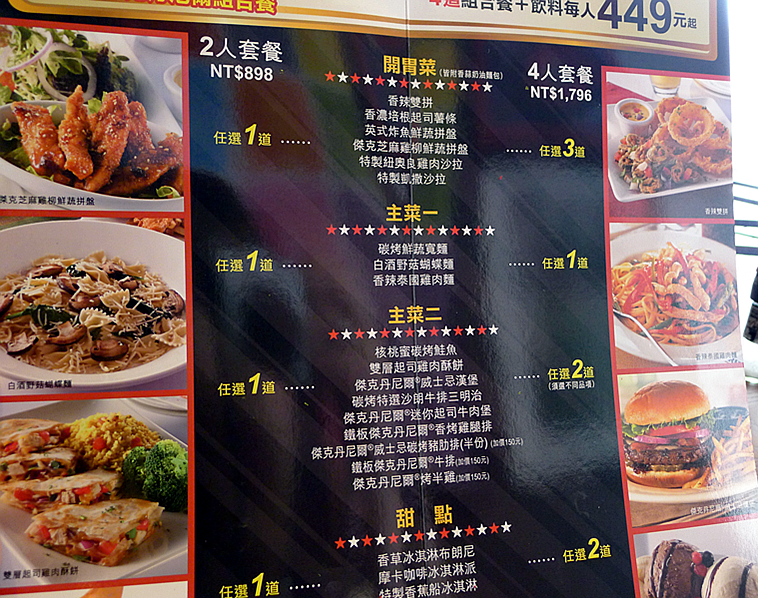 組合餐
4道組合餐+飲料每人449元起
2人套餐
NT$898
開胃菜(皆附香蒜奶油麵包)
4人套餐
NT$1,796
香辣雙拼
香濃培根起司薯條
英式炸魚鮮蔬拼盤
傑克芝麻雞柳鮮蔬拼盤
特製紐奧良雞肉沙拉
特製凱撒沙拉
任選1道 ......
...... 任選3道
傑克芝麻雞柳鮮蔬拼盤
香辣雙拼
主菜一
碳烤鮮蔬寬麵
白酒野菇蝴蝶麵
香辣泰國雞肉麵
任選1道 ......
...... 任選1道
白酒野菇蝴蝶麵
香辣泰國雞肉麵
主菜二
核桃蜜碳烤鮭魚
雙層起司雞肉酥餅
傑克丹尼爾®威士忌漢堡
碳烤特選沙朗牛排三明治
傑克丹尼爾®迷你起司牛肉堡
鐵板傑克丹尼爾®香烤雞腿排
傑克丹尼爾®威士忌碳烤豬肋排(半份)(加價150元)
鐵板傑克丹尼爾®牛排(加價150元)
傑克丹尼爾®烤半雞(加價150元)
任選1道 ......
...... 任選2道
(須選不同品項)
雙層起司雞肉酥餅
甜點
香草冰淇淋布朗尼
摩卡咖啡冰淇淋派
特製香蕉船冰淇淋
任選1道 ......
...... 任選2道